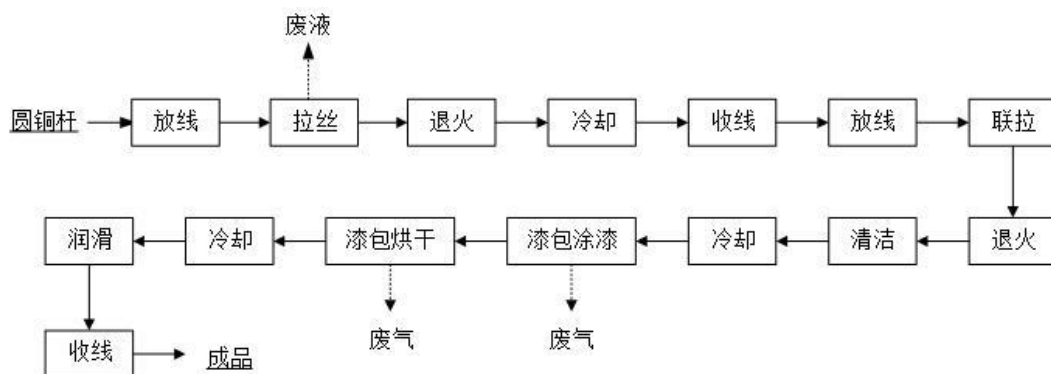 废液
圆铜杆 放线 拉丝 退火 冷却 收线 放线 联拉
润滑 冷却 漆包烘干 漆包涂漆 冷却 清洁 退火
废气 废气
收线 成品